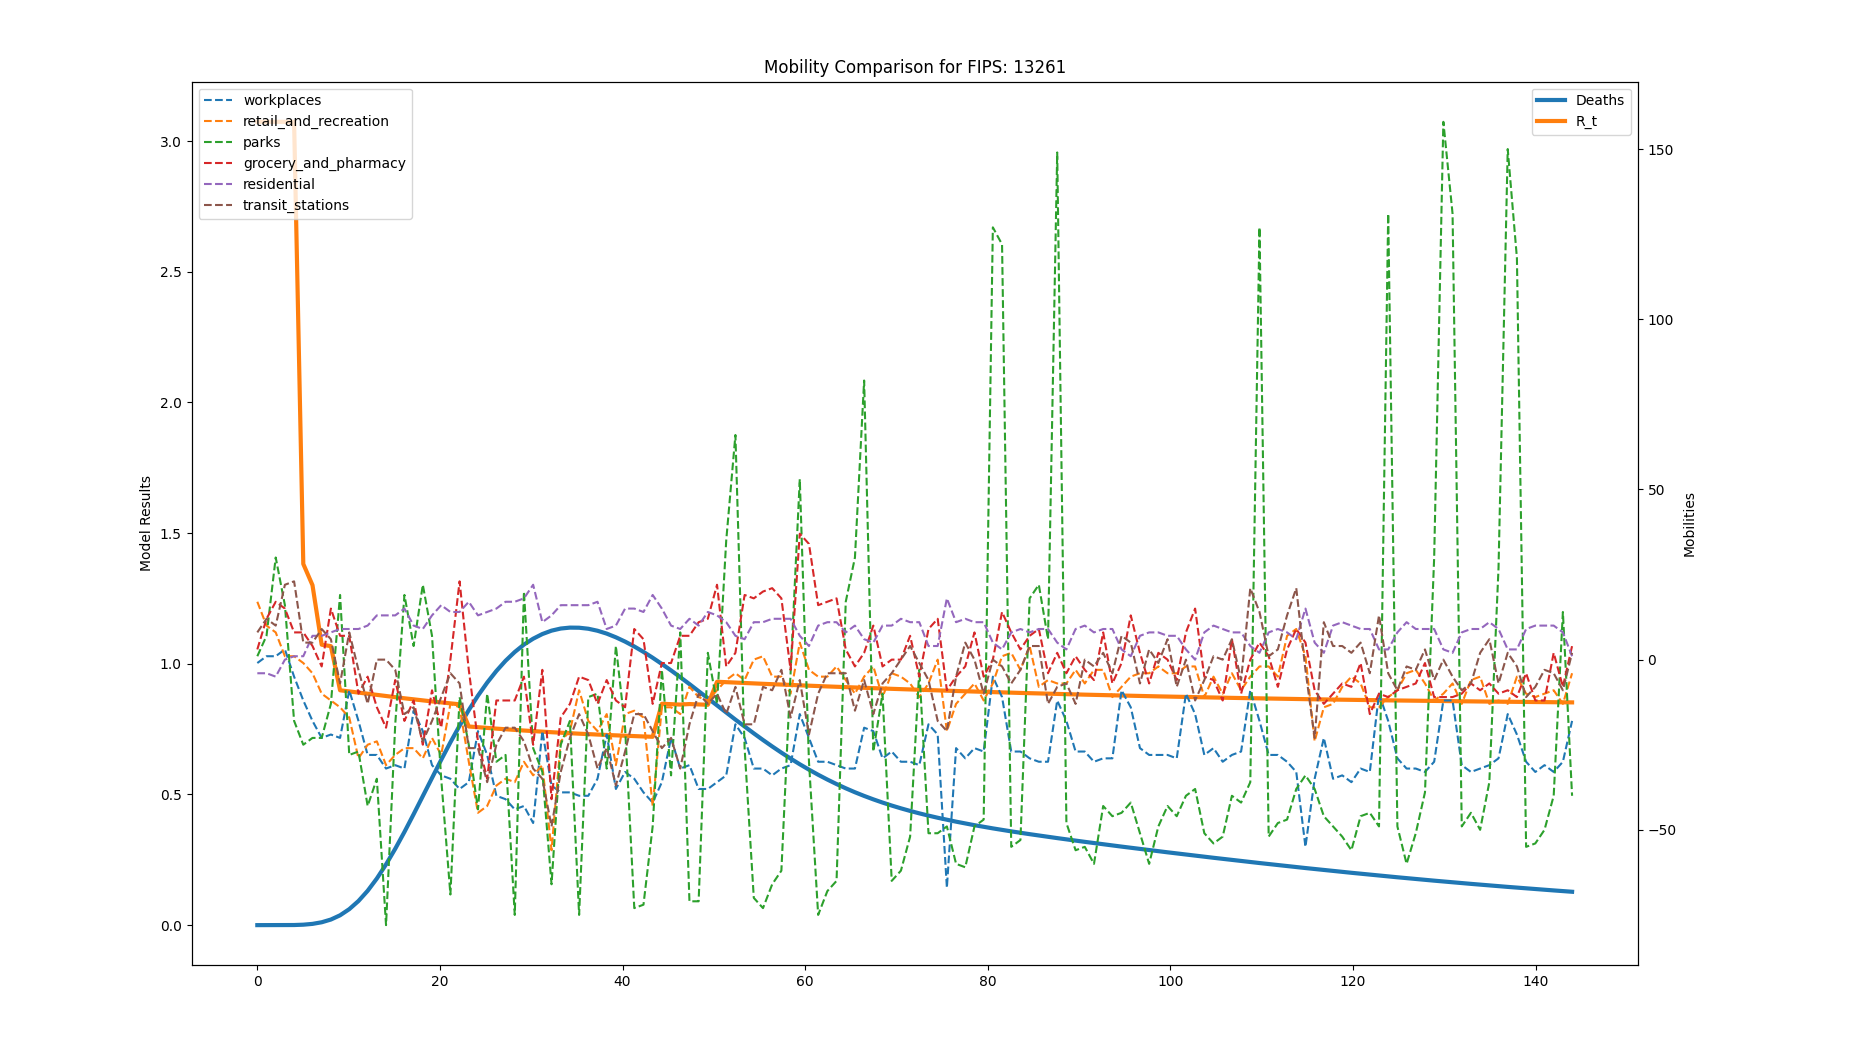 Mobility Comparison for FIPS: 13261
workplaces
retail_and_recreation
parks
grocery_and_pharmacy
residential
transit_stations
Deaths
R_t
Model Results
3.0
2.5
2.0
1.5
1.0
0.5
0.0
0 20 40 60 80 100 120 140
150
100
50
0
−50
Mobilities